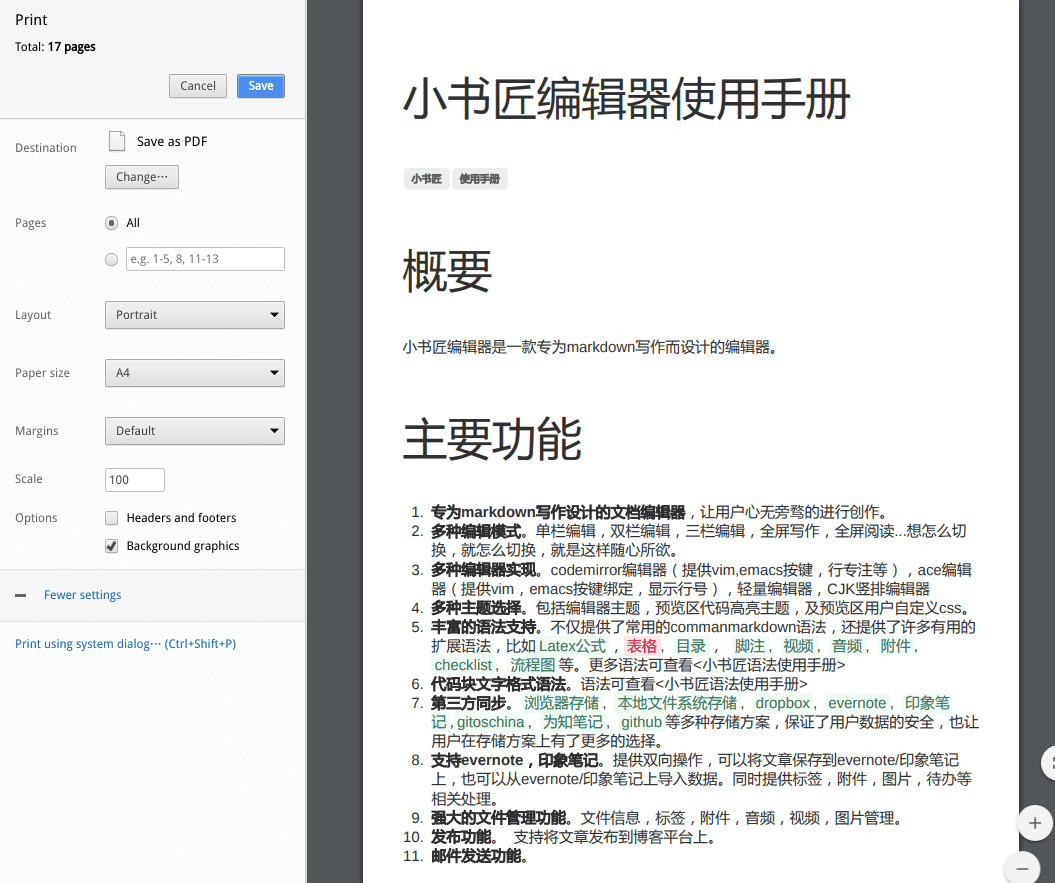 Print
Total: 17 pages
Cancel
Save
Destination
Save as PDF
Change···
Pages
All
e.g. 1-5, 8, 11-13
Layout
Portrait
Paper size
A4
Margins
Default
Scale
100
Options
Headers and footers
Background graphics
Fewer settings
Print using system dialog··· (Ctrl+Shift+P)
小书匠编辑器使用手册
小书匠 使用手册
概要
小书匠编辑器是一款专为markdown写作而设计的编辑器。
主要功能
1. 专为markdown写作设计的文档编辑器，让用户心无旁骛的进行创作。
2. 多种编辑模式。单栏编辑，双栏编辑，三栏编辑，全屏写作，全屏阅读...想怎么切
换，就怎么切换，就是这样随心所欲。
3. 多种编辑器实现。codemirror编辑器（提供vim,emacs按键，行专注等），ace编辑
器（提供vim，emacs按键绑定，显示行号），轻量编辑器，CJK竖排编辑器
4. 多种主题选择。包括编辑器主题，预览区代码高亮主题，及预览区用户自定义css。
5. 丰富的语法支持。不仅提供了常用的commanmarkdown语法，还提供了许多有用的
扩展语法，比如 Latex公式，表格，目录， 脚注，视频，音频，附件，
checklist，流程图 等。更多语法可查看<小书匠语法使用手册>
6. 代码块文字格式语法。语法可查看<小书匠语法使用手册>
7. 第三方同步。浏览器存储，本地文件系统存储，dropbox，evernote，印象笔
记 , gitoschina，为知笔记，github 等多种存储方案，保证了用户数据的安全，也让
用户在存储方案上有了更多的选择。
8. 支持evernote，印象笔记。提供双向操作，可以将文章保存到evernote/印象笔记
上，也可以从evernote/印象笔记上导入数据。同时提供标签，附件，图片，待办等
相关处理。
9. 强大的文件管理功能。文件信息，标签，附件，音频，视频，图片管理。
10. 发布功能。 支持将文章发布到博客平台上。
11. 邮件发送功能。